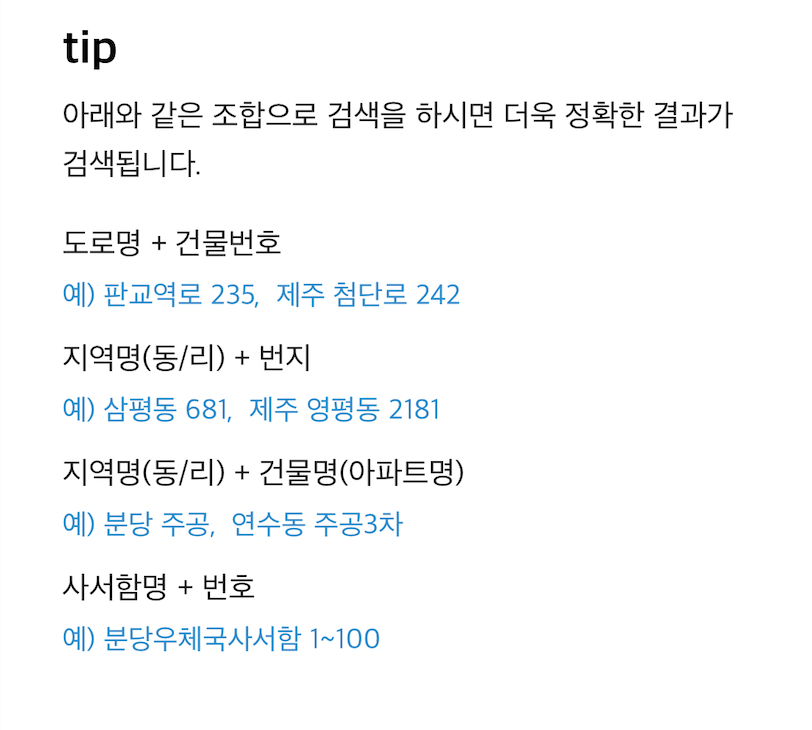 tip
아래와 같은 조합으로 검색을 하시면 더욱 정확한 결과가
검색됩니다.
도로명 + 건물번호
예) 판교역로 235, 제주 첨단로 242
지역명(동/리) + 번지
예) 삼평동 681, 제주 영평동 2181
지역명(동/리) + 건물명(아파트명)
예) 분당 주공, 연수동 주공3차
사서함명 + 번호
예) 분당우체국사서함 1~100